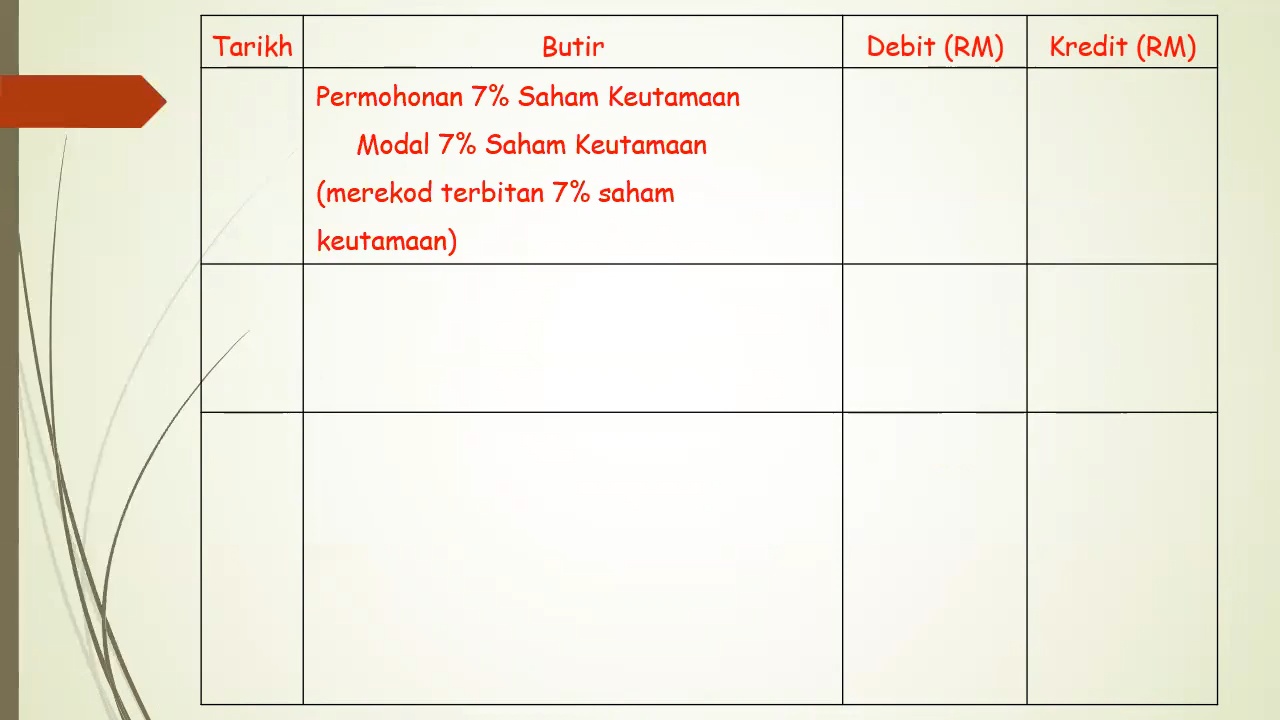 Tarikh Butir Debit (RM) Kredit (RM)
Permohonan 7% Saham Keutamaan
Modal 7% Saham Keutamaan
(merekod terbitan 7% saham
keutamaan)